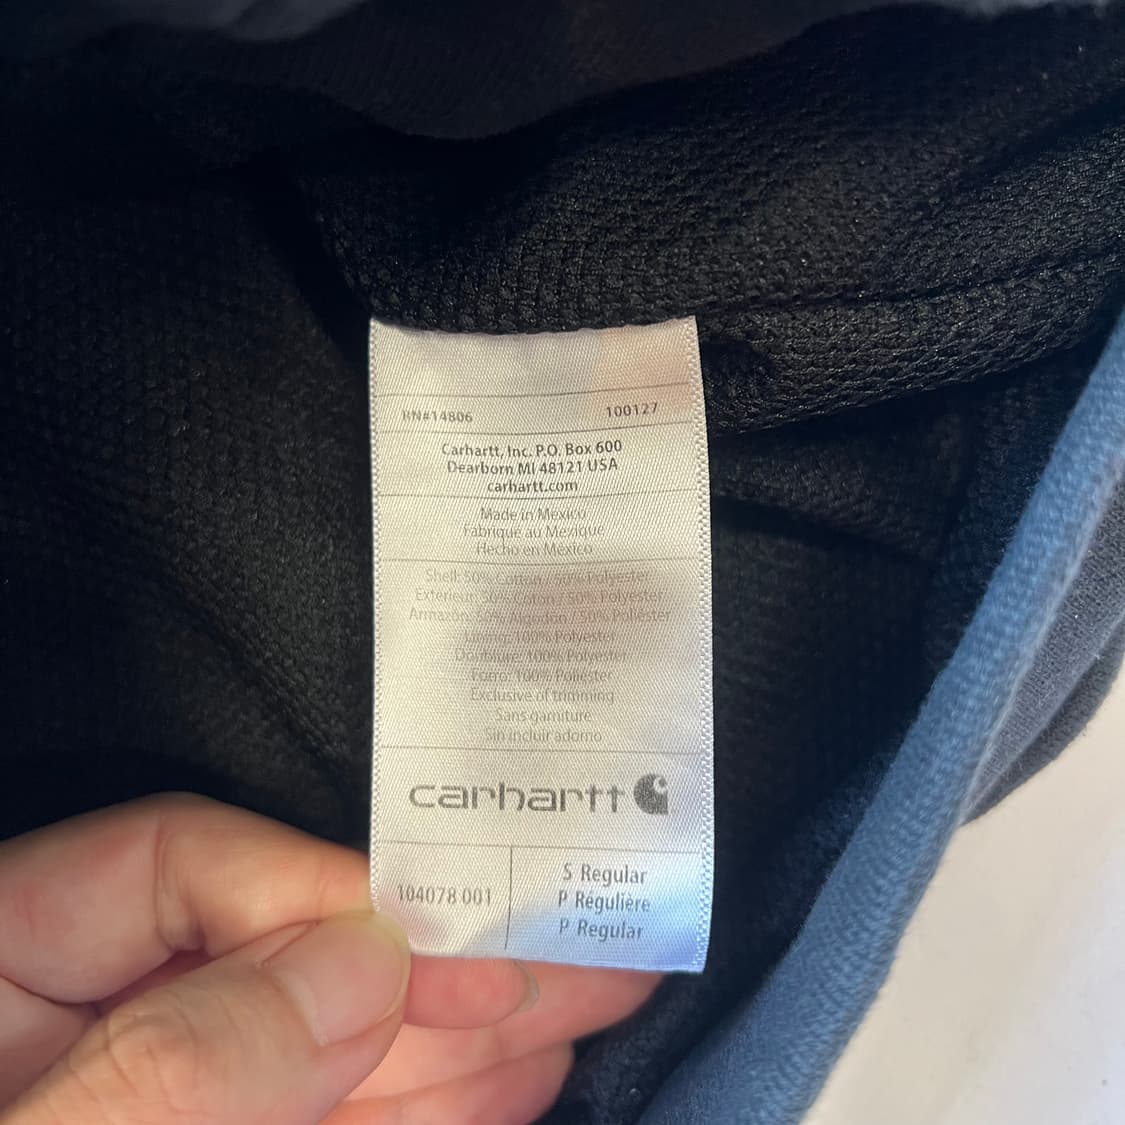 RN#14806 100127
Carhartt, Inc. P.O. Box 600
Dearborn MI 48121 USA
carhartt.com
Made in Mexico
Fabriqué au Mexique
Hecho en México
Shell: 50% Cotton / 50% Polyester
Extérieur: 50% Coton / 50% Polyester
Armazón: 50% Algodón / 50% Poliéster
Lining: 100% Polyester
Doublure: 100% Polyester
Forro: 100% Poliéster
Exclusive of trimming
Sans garniture
Sin incluir adorno
carhartt
104078 001
S Regular
P Régulière
P Regular